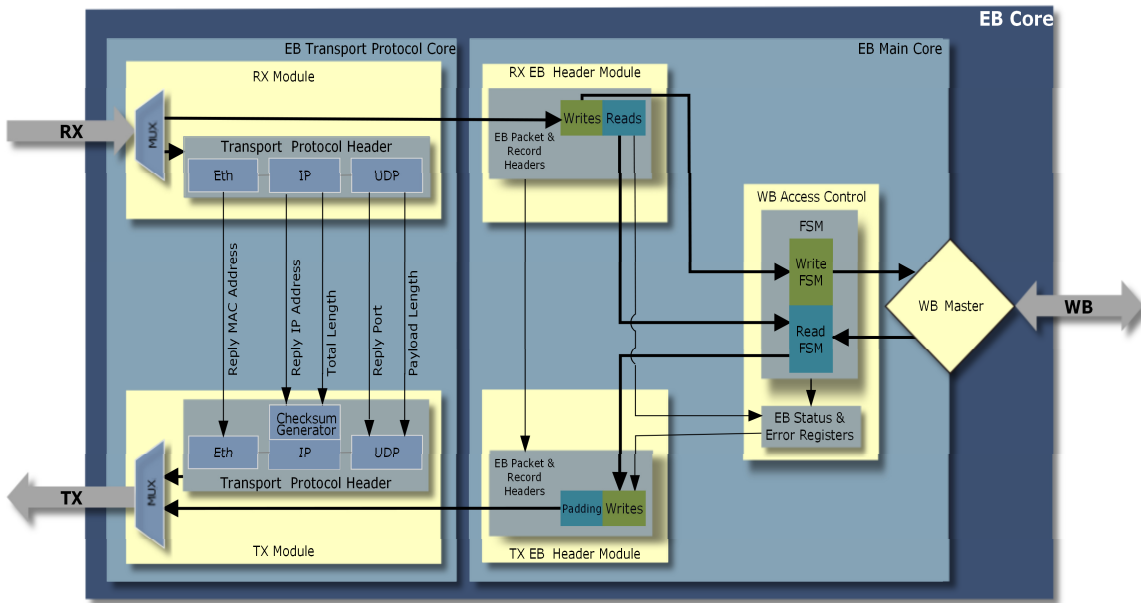 EB Core
EB Transport Protocol Core
EB Main Core
RX Module
RX EB Header Module
RX
MUX
Writes
Reads
EB Packet &
Record
Headers
Transport Protocol Header
Eth
IP
UDP
WB Access Control
FSM
Write
FSM
Read
FSM
WB Master
WB
Reply MAC Address
Reply IP Address
Total Length
Reply Port
Payload Length
EB Status &
Error Registers
Checksum
Generator
Eth
IP
UDP
Transport Protocol Header
EB Packet &
Record
Headers
Padding
Writes
TX
MUX
TX Module
TX EB Header Module